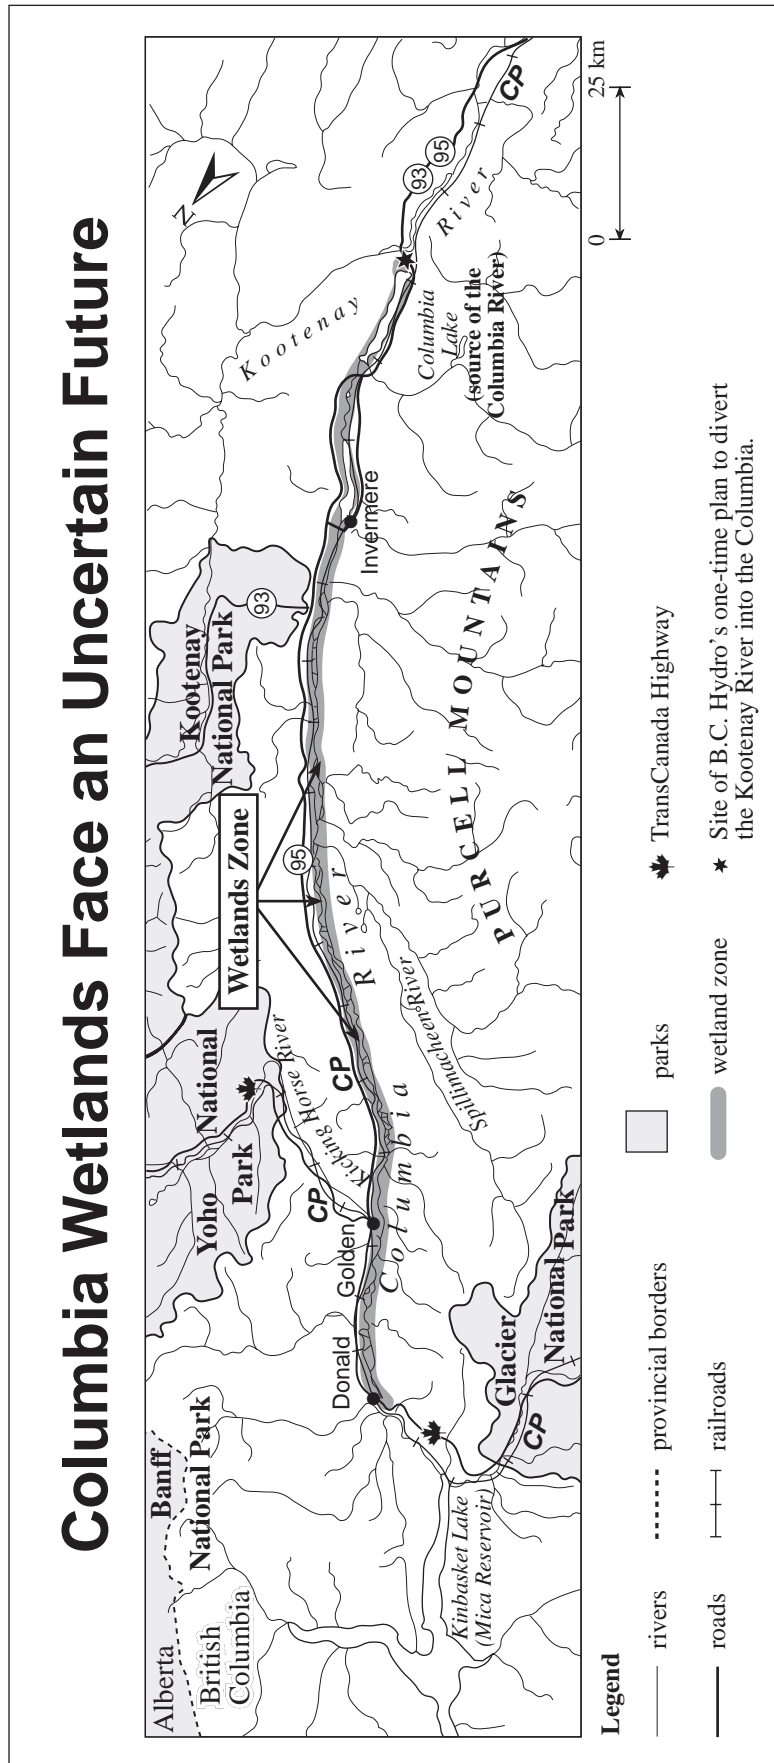 Columbia Wetlands Face an Uncertain Future
Alberta
British
Columbia
Banff
National Park
Yoho
National
Park
Kootenay
National Park
93
N
Kootenay
River
Wetlands Zone
Donald
Golden
CP
Kicking Horse River
CP
95
Invermere
93
95
CP
Columbia
River
Columbia
Lake
(source of the
Columbia River)
Spillimacheen River
PURCELL MOUNTAINS
Kinbasket Lake
(Mica Reservoir)
Glacier
National Park
CP
0
25 km
Legend
rivers
provincial borders
parks
TransCanada Highway
roads
railroads
wetland zone
Site of B.C. Hydro's one-time plan to divert
the Kootenay River into the Columbia.